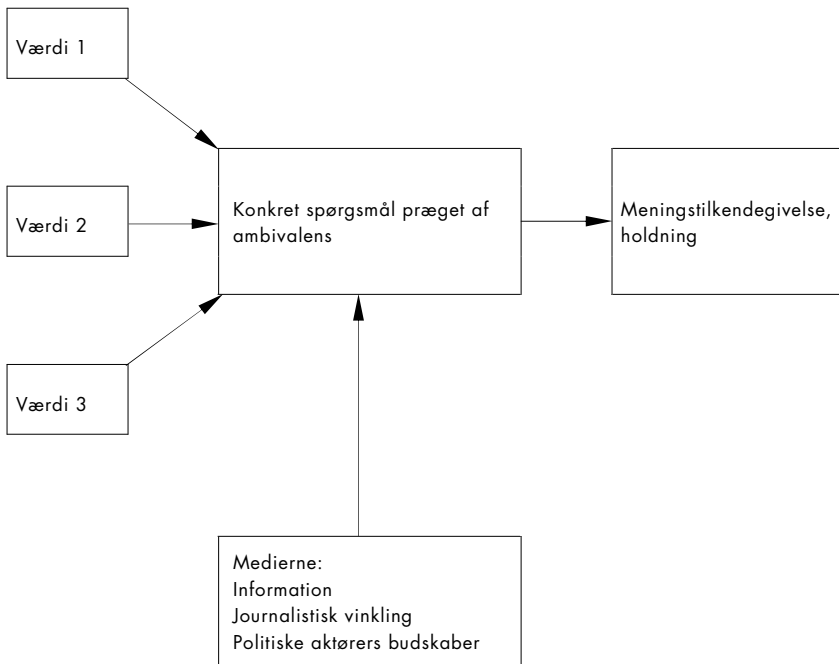 Værdi 1
Værdi 2
Værdi 3
Konkret spørgsmål præget af
ambivalens
Meningstilkendegivelse,
holdning
Medierne:
Information
Journalistisk vinkling
Politiske aktørers budskaber